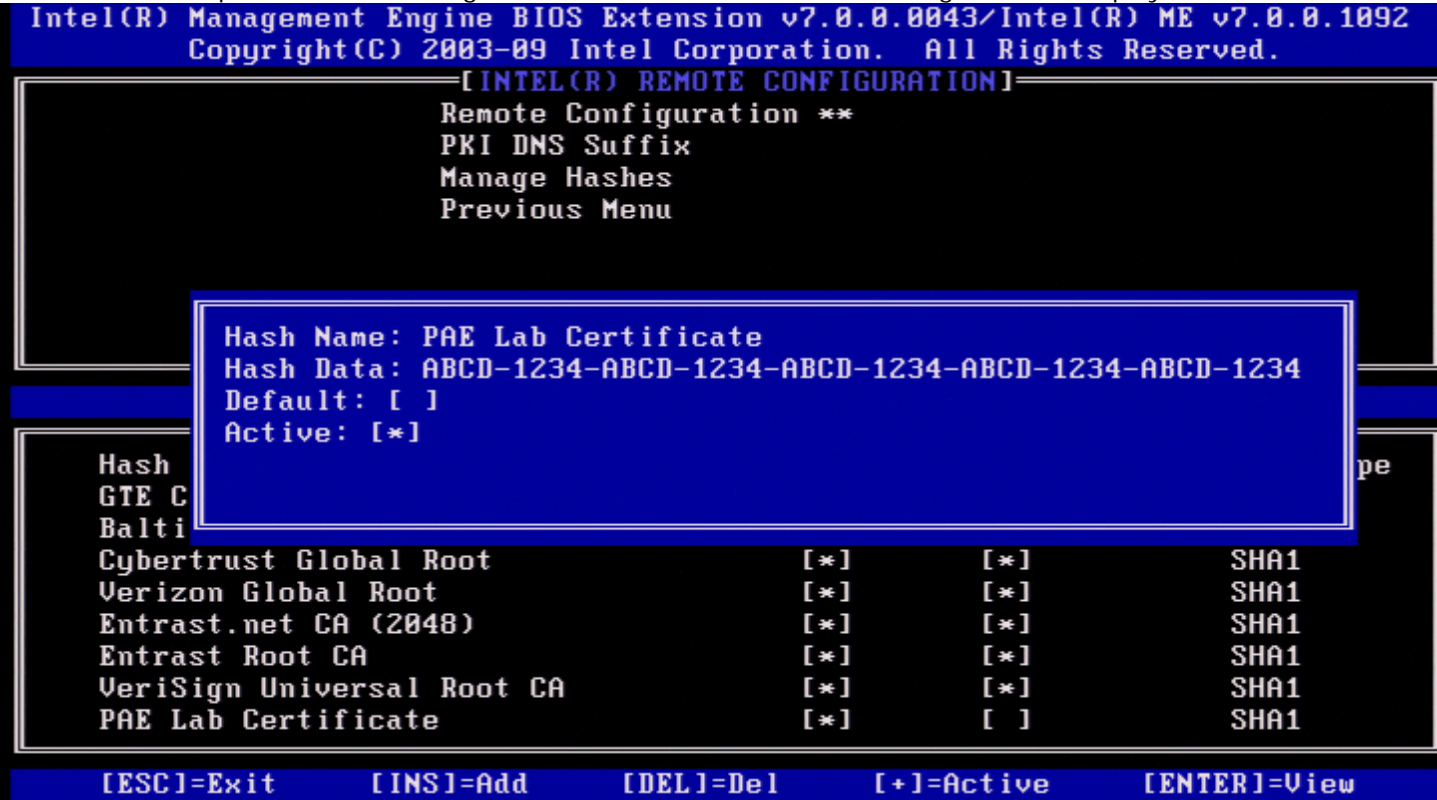 Intel(R) Management Engine BIOS Extension v7.0.0.0043/Intel(R) ME v7.0.0.1092
Copyright(C) 2003-09 Intel Corporation. All Rights Reserved.
[INTEL(R) REMOTE CONFIGURATION]
Remote Configuration **
PKI DNS Suffix
Manage Hashes
Previous Menu
Hash Name: PAE Lab Certificate
Hash Data: ABCD-1234-ABCD-1234-ABCD-1234-ABCD-1234-ABCD-1234
Default: [ ]
Active: [*]
Hash pe
GTE C
Balti
Cybertrust Global Root [*] [*] SHA1
Verizon Global Root [*] [*] SHA1
Entrast.net CA (2048) [*] [*] SHA1
Entrast Root CA [*] [*] SHA1
VeriSign Universal Root CA [*] [*] SHA1
PAE Lab Certificate [*] [ ] SHA1
[ESC]=Exit [INS]=Add [DEL]=Del [+]=Active [ENTER]=View